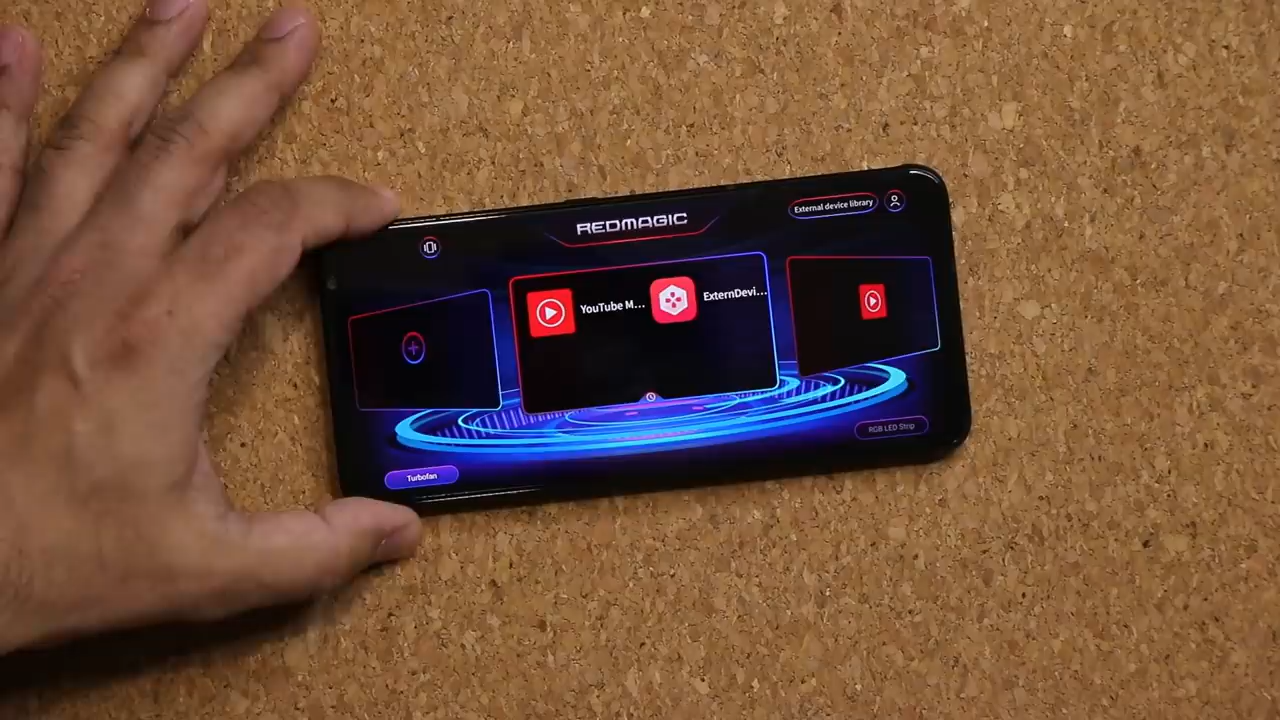 REDMAGIC
External device library
YouTube M...
ExternDevi...
RGB LED Strip
Turbofan